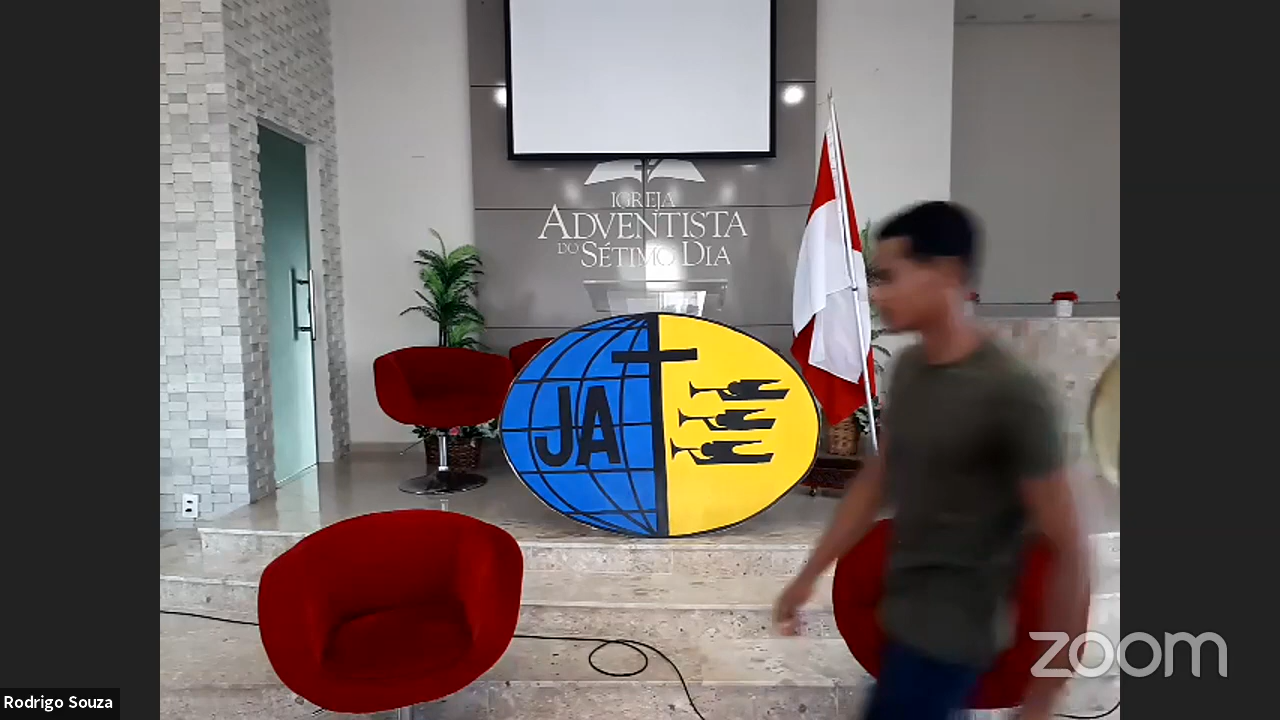 IGREJA
ADVENTISTA
DO SÉTIMO DIA
JA
zoom
Rodrigo Souza